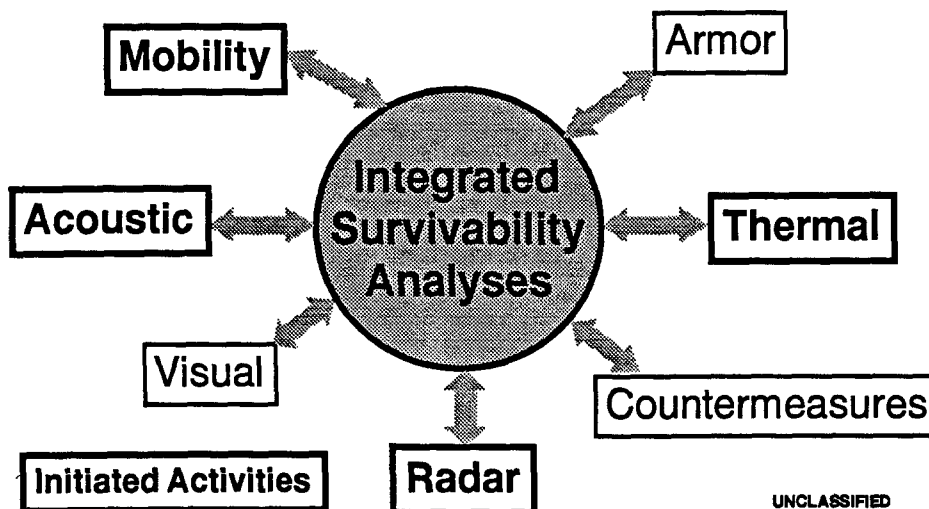 Mobility
Armor
Integrated
Survivability
Analyses
Acoustic
Thermal
Visual
Countermeasures
Initiated Activities
Radar
UNCLASSIFIED